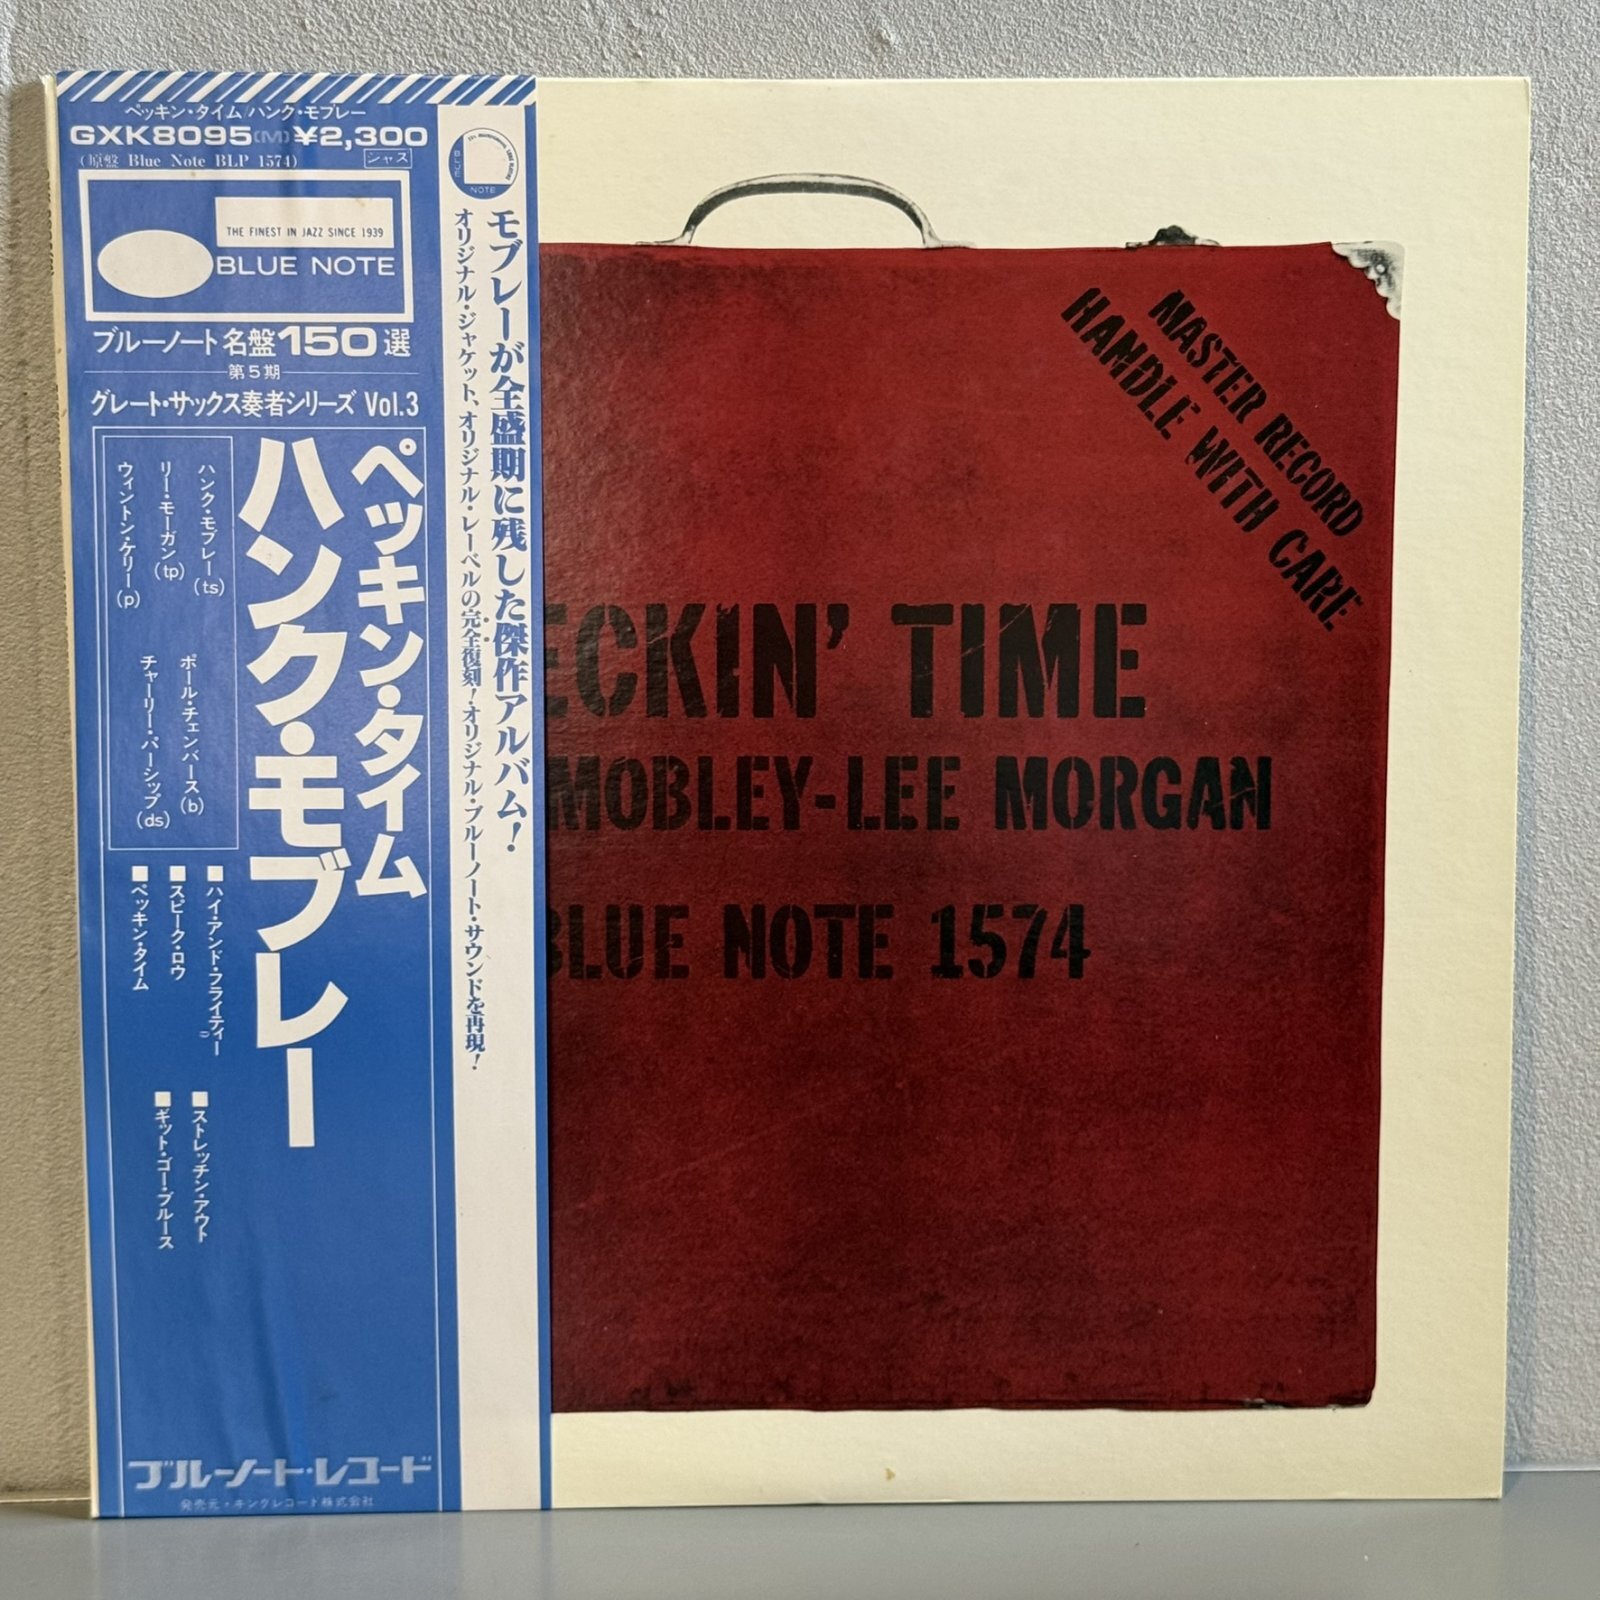 ペッキン・タイム/ハンク・モブレー
GXK8095(M) ¥2,300
(原盤 Blue Note BLP 1574)
ジャズ
THE FINEST IN JAZZ SINCE 1939
BLUE NOTE
ブルーノート名盤150選
第5期
グレート・サックス奏者シリーズ Vol.3
ペッキン・タイム
ハンク・モブレー
ハンク・モブレー(ts)
リー・モーガン(tp)
ウィントン・ケリー(p)
ポール・チェンバース(b)
チャーリー・パーシップ(ds)
■ハイ・アンド・フライティー
■スピーク・ロウ
■ペッキン・タイム
■ストレッチン・アウト
■ギット・ゴー・ブルース
ブルーノート・レコード
発売元・キングレコード株式会社
BLUE
NOTE
モブレーが全盛期に残した傑作アルバム!
オリジナル・ジャケット、オリジナル・レーベルの完全復刻!オリジナル・ブルーノート・サウンドを再現!
MASTER RECORD
HANDLE WITH CARE
ECKIN' TIME
MOBLEY-LEE MORGAN
BLUE NOTE 1574